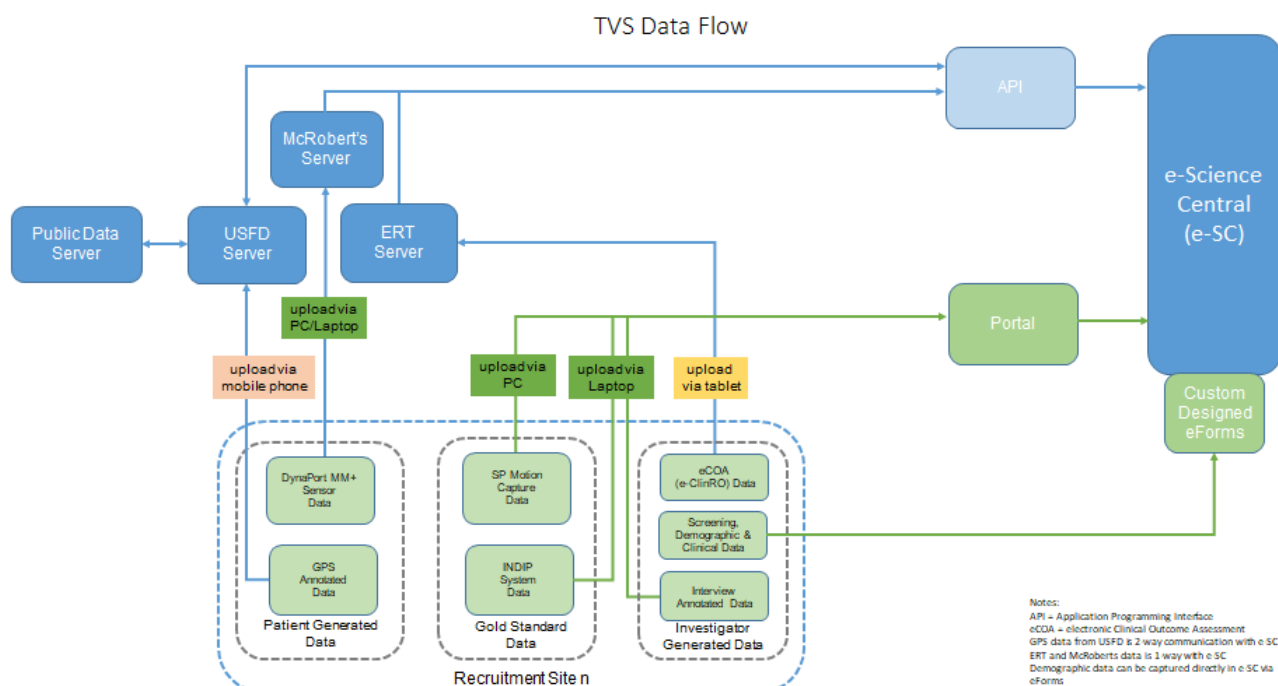 TVS Data Flow
API
McRobert's
Server
e-Science
Central
(e-SC)
Public Data
Server
USFD
Server
ERT
Server
upload via
PC/Laptop
Portal
upload via
mobile phone
upload via
PC
upload via
Laptop
upload
via tablet
Custom
Designed
eForms
DynaPort MM+
Sensor
Data
SP Motion
Capture
Data
eCOA
(e-ClinRO) Data
Screening,
Demographic &
Clinical Data
GPS
Annotated
Data
INDIP
System
Data
Interview
Annotated Data
Patient Generated
Data
Gold Standard
Data
Investigator
Generated Data
Recruitment Site n
Notes:
API = Application Programming Interface
eCOA = electronic Clinical Outcome Assessment
GPS data from USFD is 2-way communication with e SC
ERT and McRoberts data is 1 way with e SC
Demographic data can be captured directly in e SC via
eForms